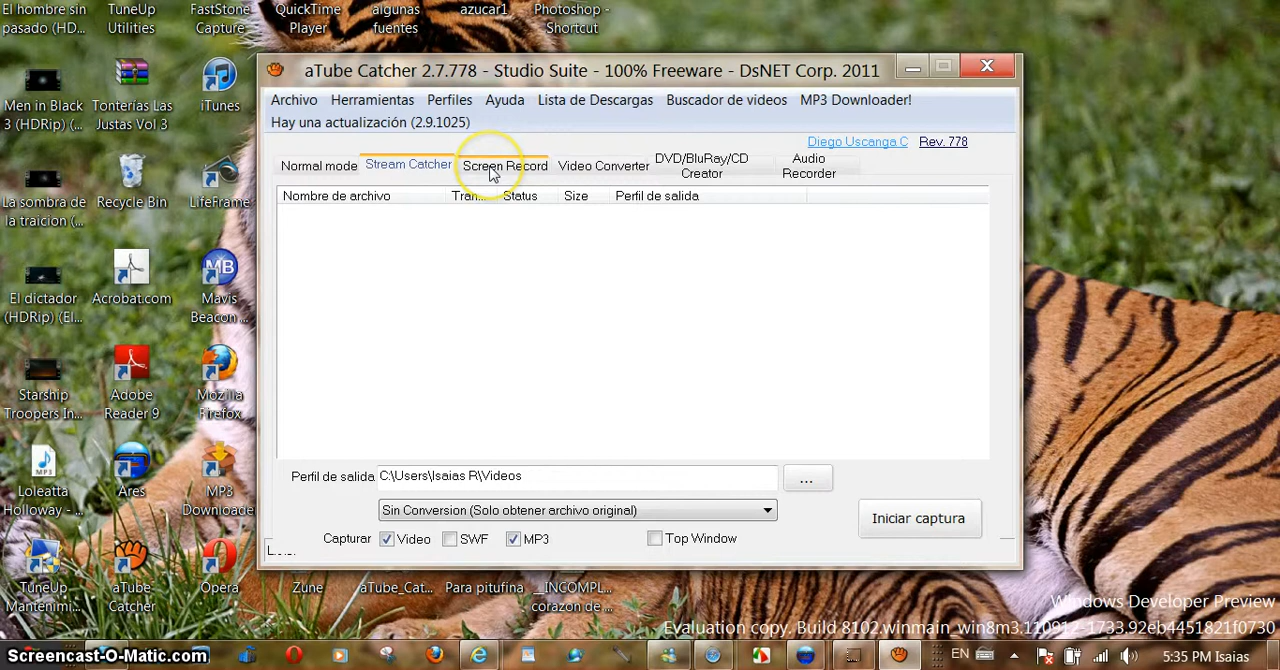 El hombre sin
pasado (HD...
TuneUp
Utilities
FastStone
Capture
QuickTime
Player
algunas
fuentes
azucar1
Photoshop -
Shortcut
Men in Black
3 (HDRip) (...
Tonterías Las
Justas Vol 3
iTunes
La sombra de
la traicion (...
Recycle Bin
LifeFrame
El dictador
(HDRip) (El...
Acrobat.com
Mavis
Beacon ...
Starship
Troopers In...
Adobe
Reader 9
Mozilla
Firefox
Loleatta
Holloway -...
Ares
MP3
Downloade
TuneUp
Mantenimi...
aTube
Catcher
Opera
Zune
aTube_Cat...
Para pitufina
__INCOMPL...
corazon de ...
aTube Catcher 2.7.778 - Studio Suite - 100% Freeware - DsNET Corp. 2011
Archivo Herramientas Perfiles Ayuda Lista de Descargas Buscador de videos MP3 Downloader!
Hay una actualización (2.9.1025)
Diego Uscanga C Rev. 778
Normal mode Stream Catcher Screen Record Video Converter DVD/BluRay/CD
Creator Audio
Recorder
Nombre de archivo Tran... Status Size Perfil de salida
Perfil de salida C:\Users\Isaias R\Videos ...
Sin Conversion (Solo obtener archivo original)
Iniciar captura
Capturar Video SWF MP3 Top Window
Windows Developer Preview
Evaluation copy. Build 8102.winmain_win8m3.110912-1733.92eb4451821f0730
Screencast-O-Matic.com
EN
5:35 PM Isaias